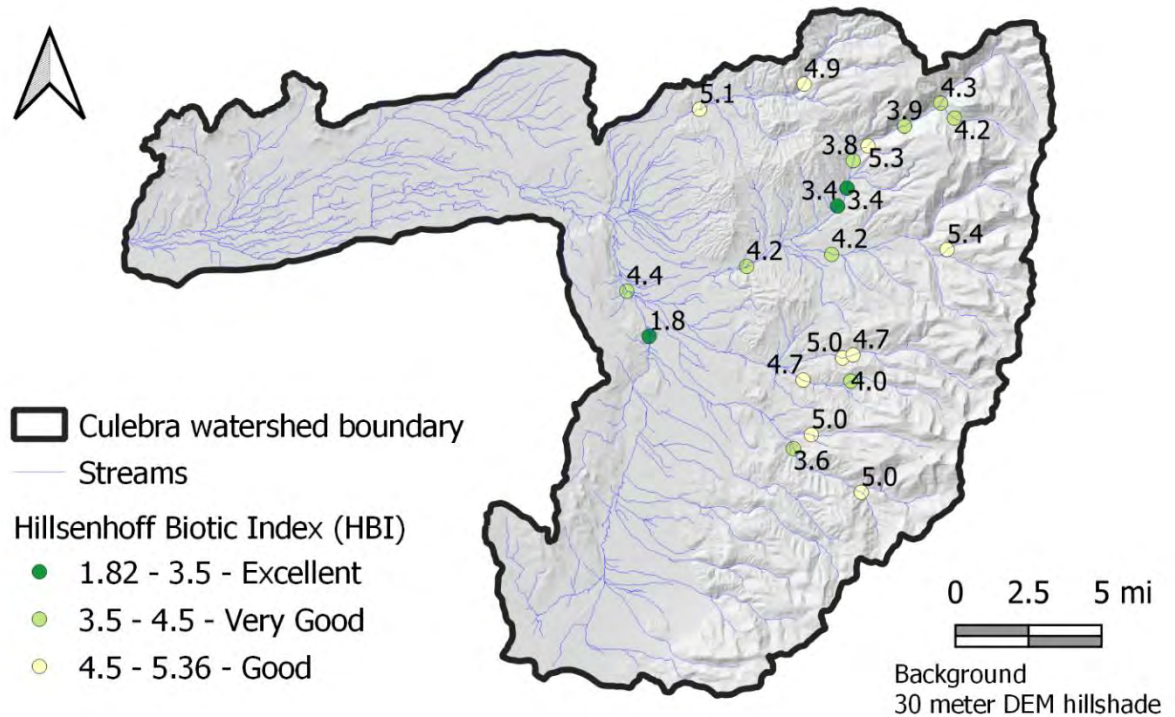 4.9
5.1
4.3
3.9
4.2
3.8
5.3
3.4
3.4
4.2
5.4
4.2
4.4
1.8
5.0
4.7
4.7
4.0
5.0
3.6
5.0
Culebra watershed boundary
Streams
Hillsenhoff Biotic Index (HBI)
1.82 - 3.5 - Excellent
3.5 - 4.5 - Very Good
4.5 - 5.36 - Good
0 2.5 5 mi
Background
30 meter DEM hillshade